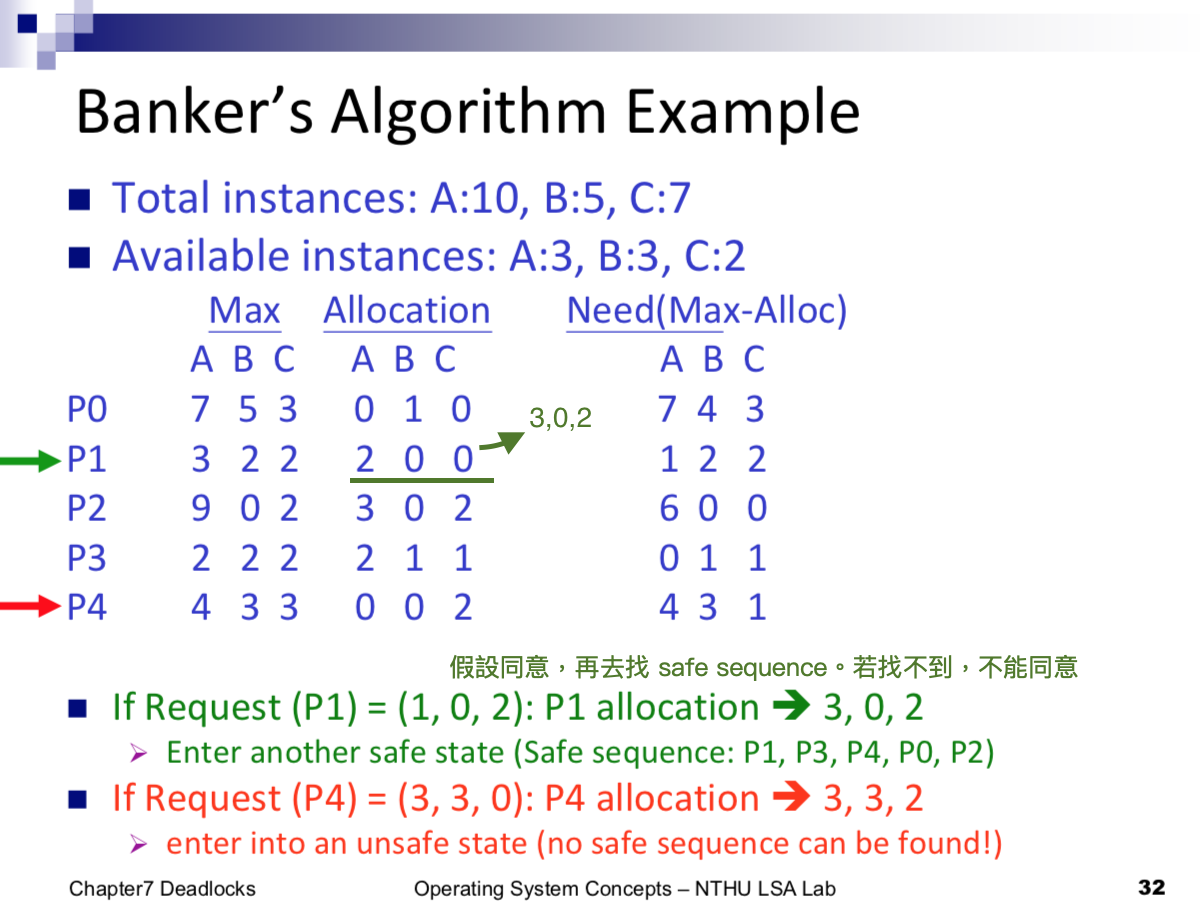 Banker’s Algorithm Example
■ Total instances: A:10, B:5, C:7
■ Available instances: A:3, B:3, C:2
Max Allocation Need(Max-Alloc)
A B C A B C A B C
P0 7 5 3 0 1 0 7 4 3
3,0,2
P1 3 2 2 2 0 0 1 2 2
P2 9 0 2 3 0 2 6 0 0
P3 2 2 2 2 1 1 0 1 1
P4 4 3 3 0 0 2 4 3 1
假設同意，再去找 safe sequence。若找不到，不能同意
■ If Request (P1) = (1, 0, 2): P1 allocation ➔ 3, 0, 2
➢ Enter another safe state (Safe sequence: P1, P3, P4, P0, P2)
■ If Request (P4) = (3, 3, 0): P4 allocation ➔ 3, 3, 2
➢ enter into an unsafe state (no safe sequence can be found!)
Chapter7 Deadlocks Operating System Concepts – NTHU LSA Lab 32